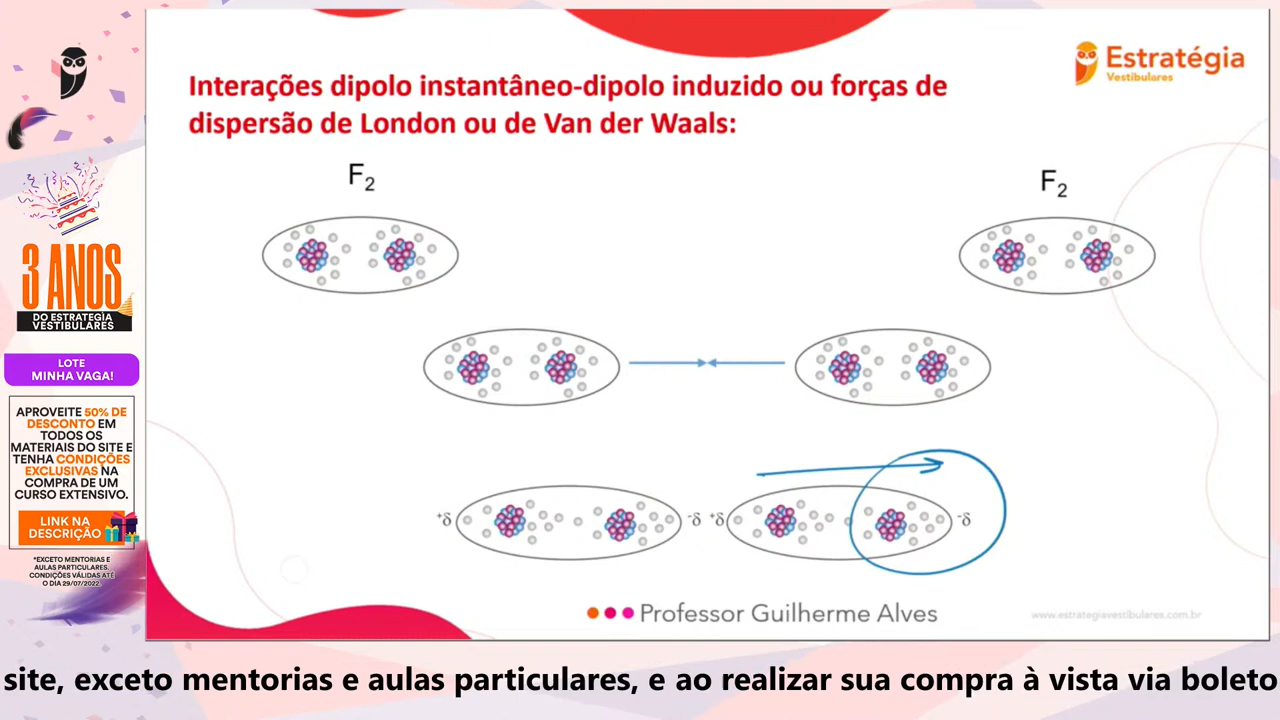 Estratégia
Vestibulares
Interações dipolo instantâneo-dipolo induzido ou forças de
dispersão de London ou de Van der Waals:
F2
F2
+δ
-δ
+δ
-δ
Professor Guilherme Alves
www.estrategiavestibulares.com.br
3 ANOS
DO ESTRATEGIA
VESTIBULARES
LOTE
MINHA VAGA!
APROVEITE 50% DE
DESCONTO EM
TODOS OS
MATERIAIS DO SITE E
TENHA CONDIÇÕES
EXCLUSIVAS NA
COMPRA DE UM
CURSO EXTENSIVO.
LINK NA
DESCRIÇÃO
*EXCETO MENTORIAS E
AULAS PARTICULARES.
CONDIÇÕES VÁLIDAS ATÉ
O DIA 29/07/2022.
site, exceto mentorias e aulas particulares, e ao realizar sua compra à vista via boleto